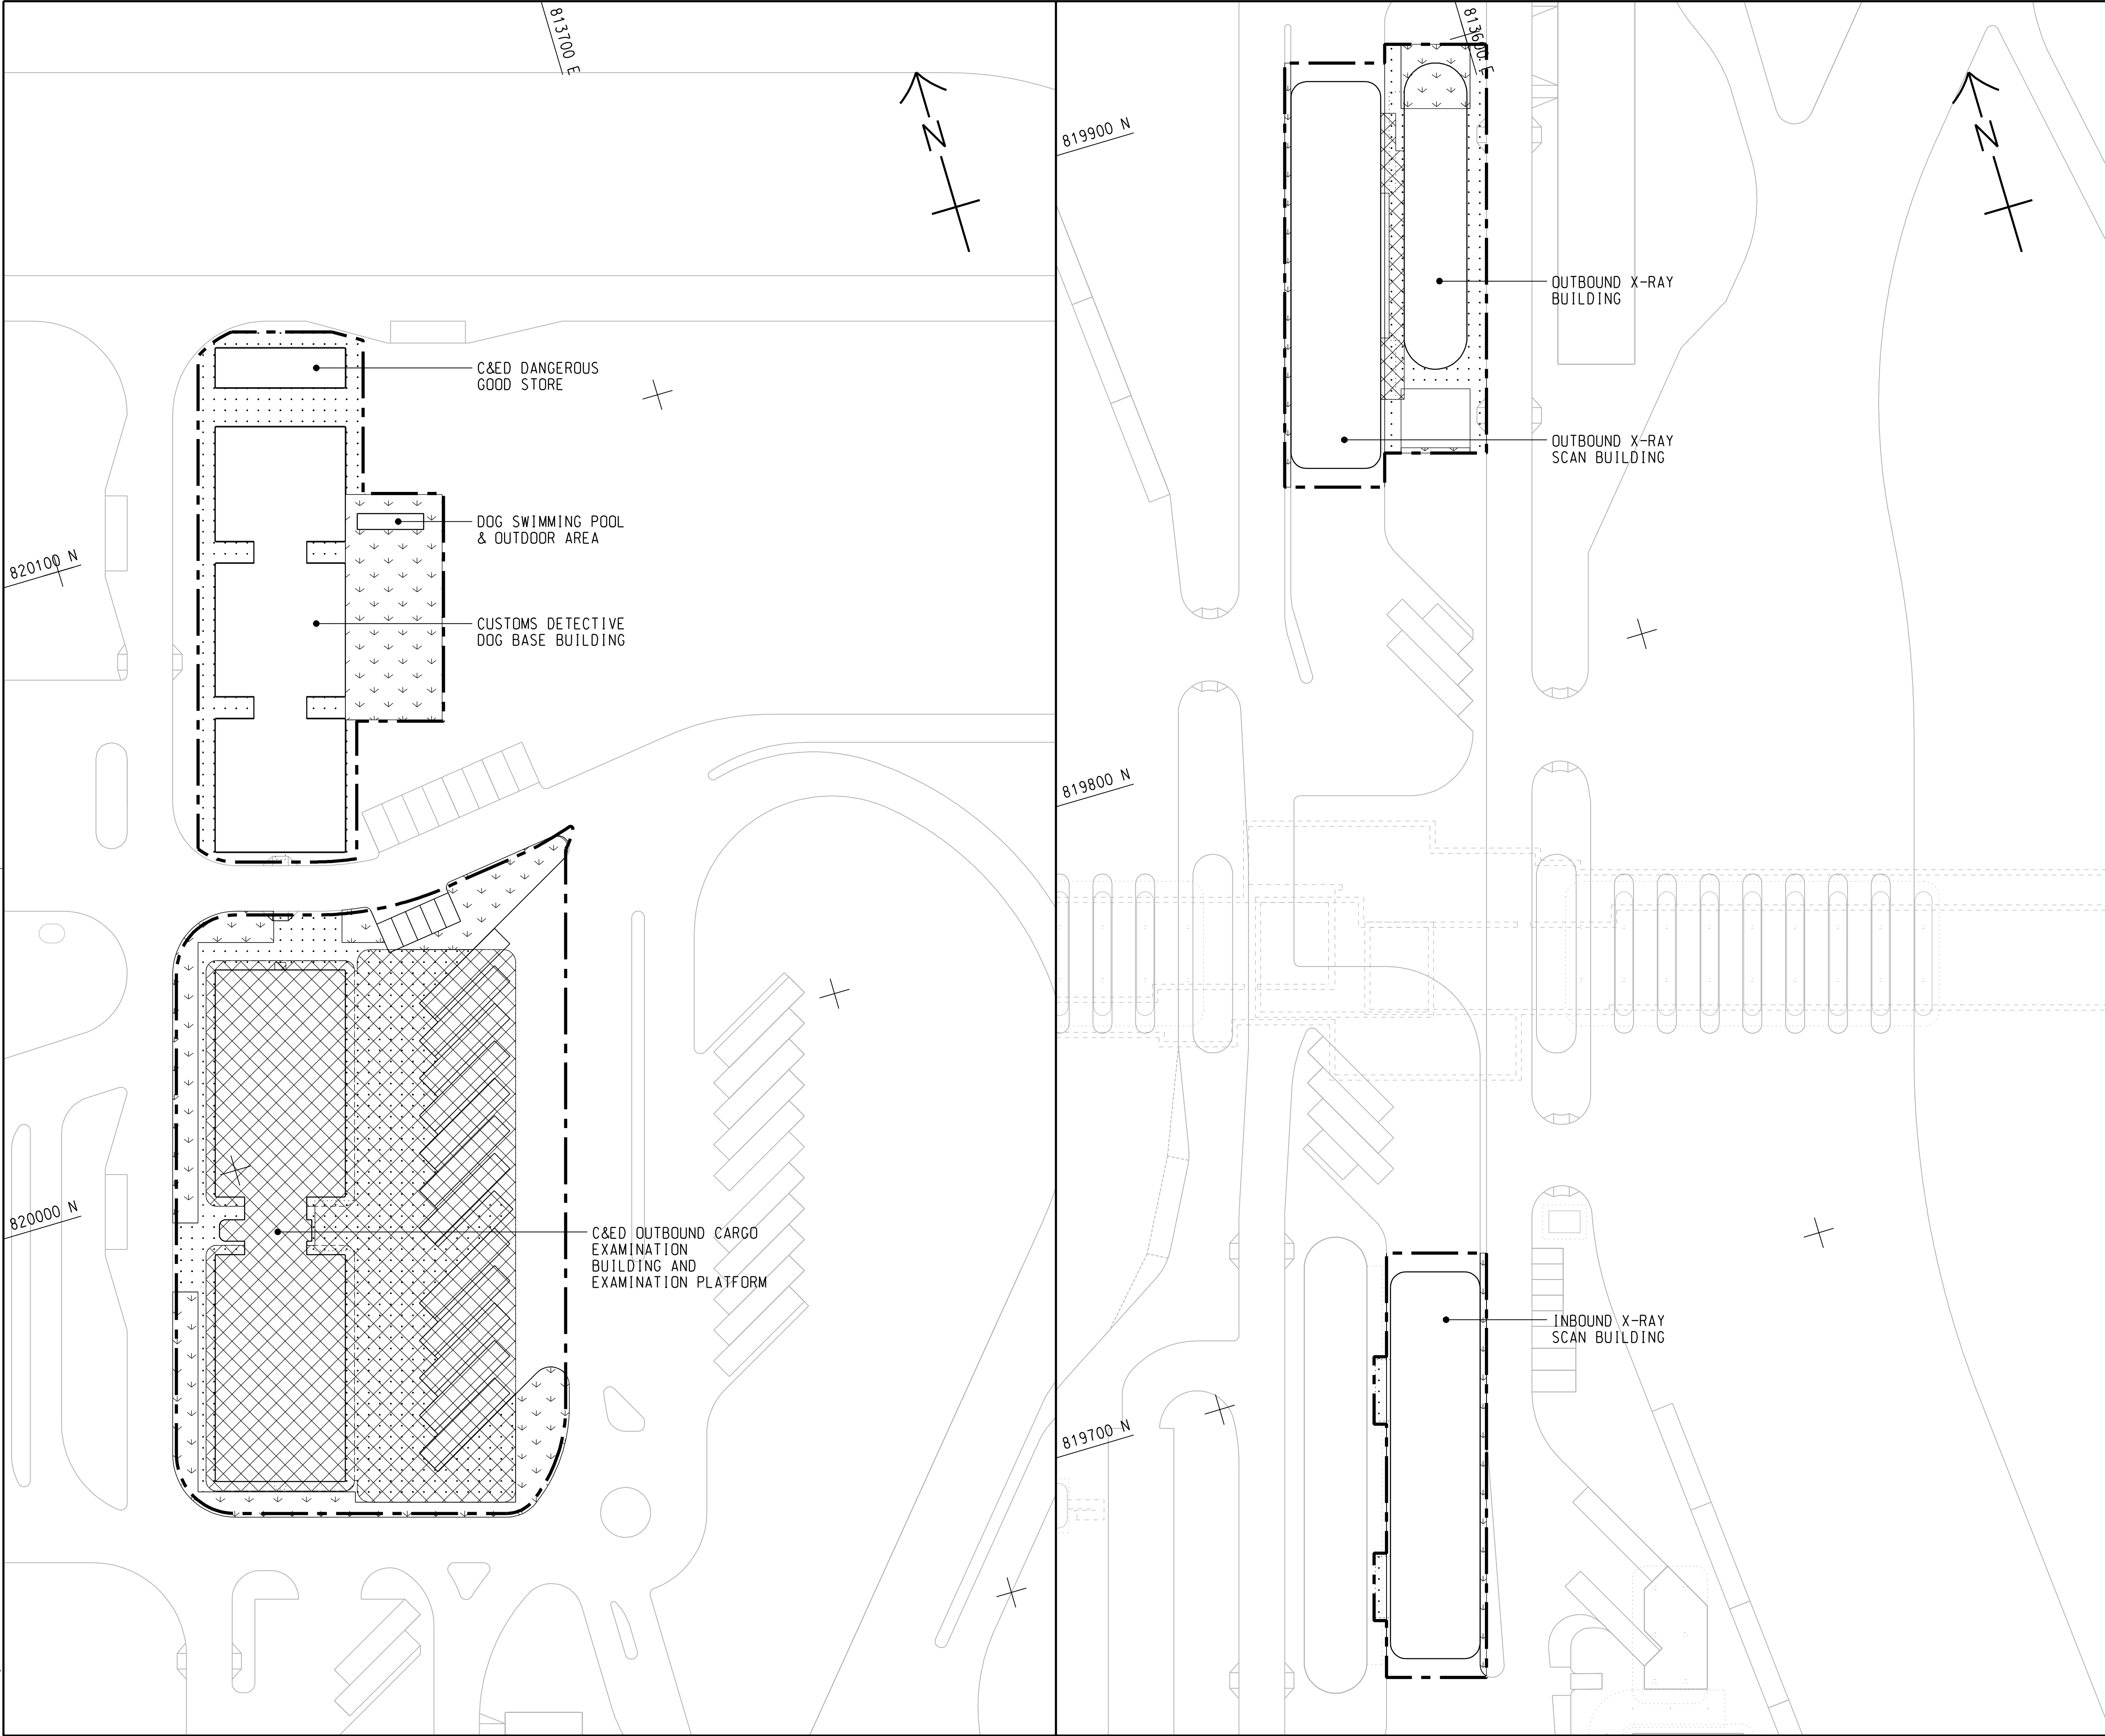 813700 E
N
C&ED DANGEROUS
GOOD STORE
DOG SWIMMING POOL
& OUTDOOR AREA
820100 N
CUSTOMS DETECTIVE
DOG BASE BUILDING
820000 N
C&ED OUTBOUND CARGO
EXAMINATION
BUILDING AND
EXAMINATION PLATFORM
813600 E
N
819900 N
OUTBOUND X-RAY
BUILDING
OUTBOUND X-RAY
SCAN BUILDING
819800 N
INBOUND X-RAY
SCAN BUILDING
819700 N